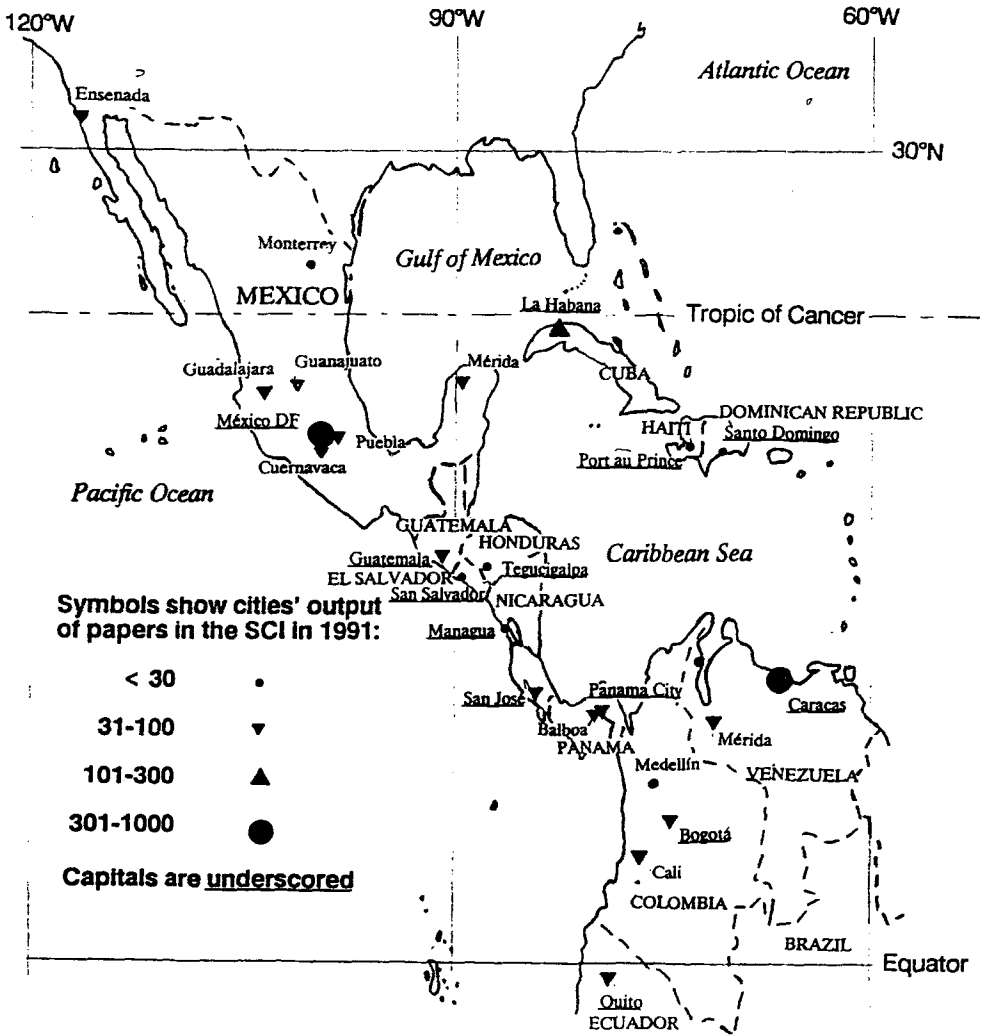 120°W
90°W
60°W
Atlantic Ocean
Ensenada
30°N
Monterrey
Gulf of Mexico
MEXICO
La Habana
Tropic of Cancer
Guadalajara
Guanajuato
Mérida
CUBA
México DF
DOMINICAN REPUBLIC
HAITI
Santo Domingo
Puebla
Port au Prince
Cuernavaca
Pacific Ocean
GUATEMALA
HONDURAS
Caribbean Sea
Guatemala
Tegucigalpa
EL SALVADOR
San Salvador
NICARAGUA
Symbols show cities' output
of papers in the SCI in 1991:
Managua
< 30
San José
Panama City
Caracas
31-100
Balboa
PANAMA
Mérida
Medellín
VENEZUELA
101-300
301-1000
Bogotá
Cali
Capitals are underscored
COLOMBIA
BRAZIL
Equator
Quito
ECUADOR